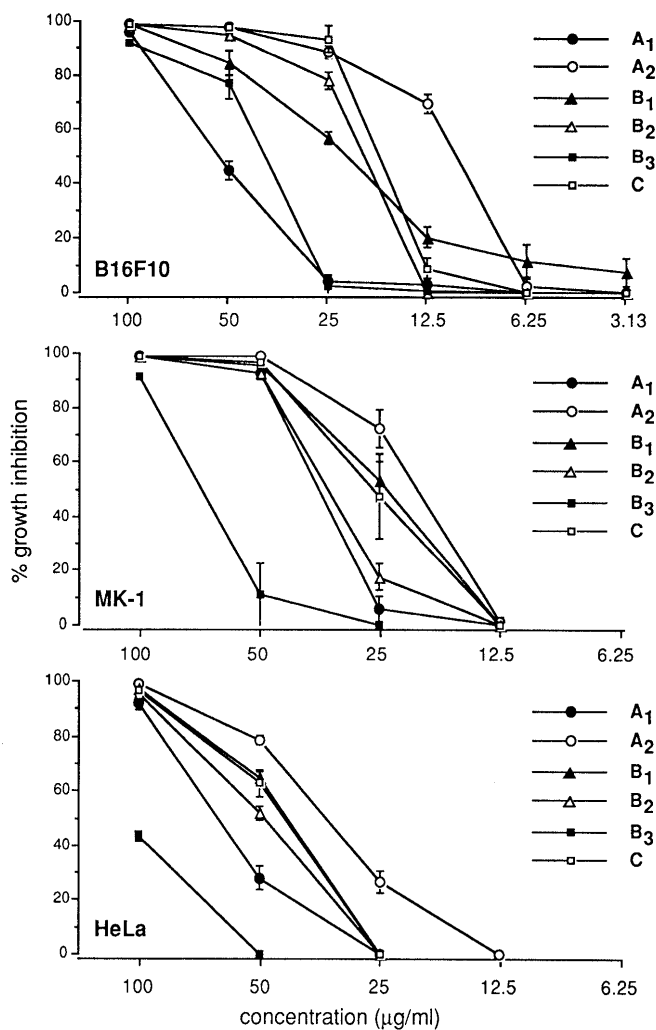 100
80
60
40
20
0
B16F10
A1
A2
B1
B2
B3
C
100 50 25 12.5 6.25 3.13
% growth inhibition
100
80
60
40
20
0
MK-1
A1
A2
B1
B2
B3
C
100 50 25 12.5 6.25
100
80
60
40
20
0
HeLa
A1
A2
B1
B2
B3
C
100 50 25 12.5 6.25
concentration (µg/ml)